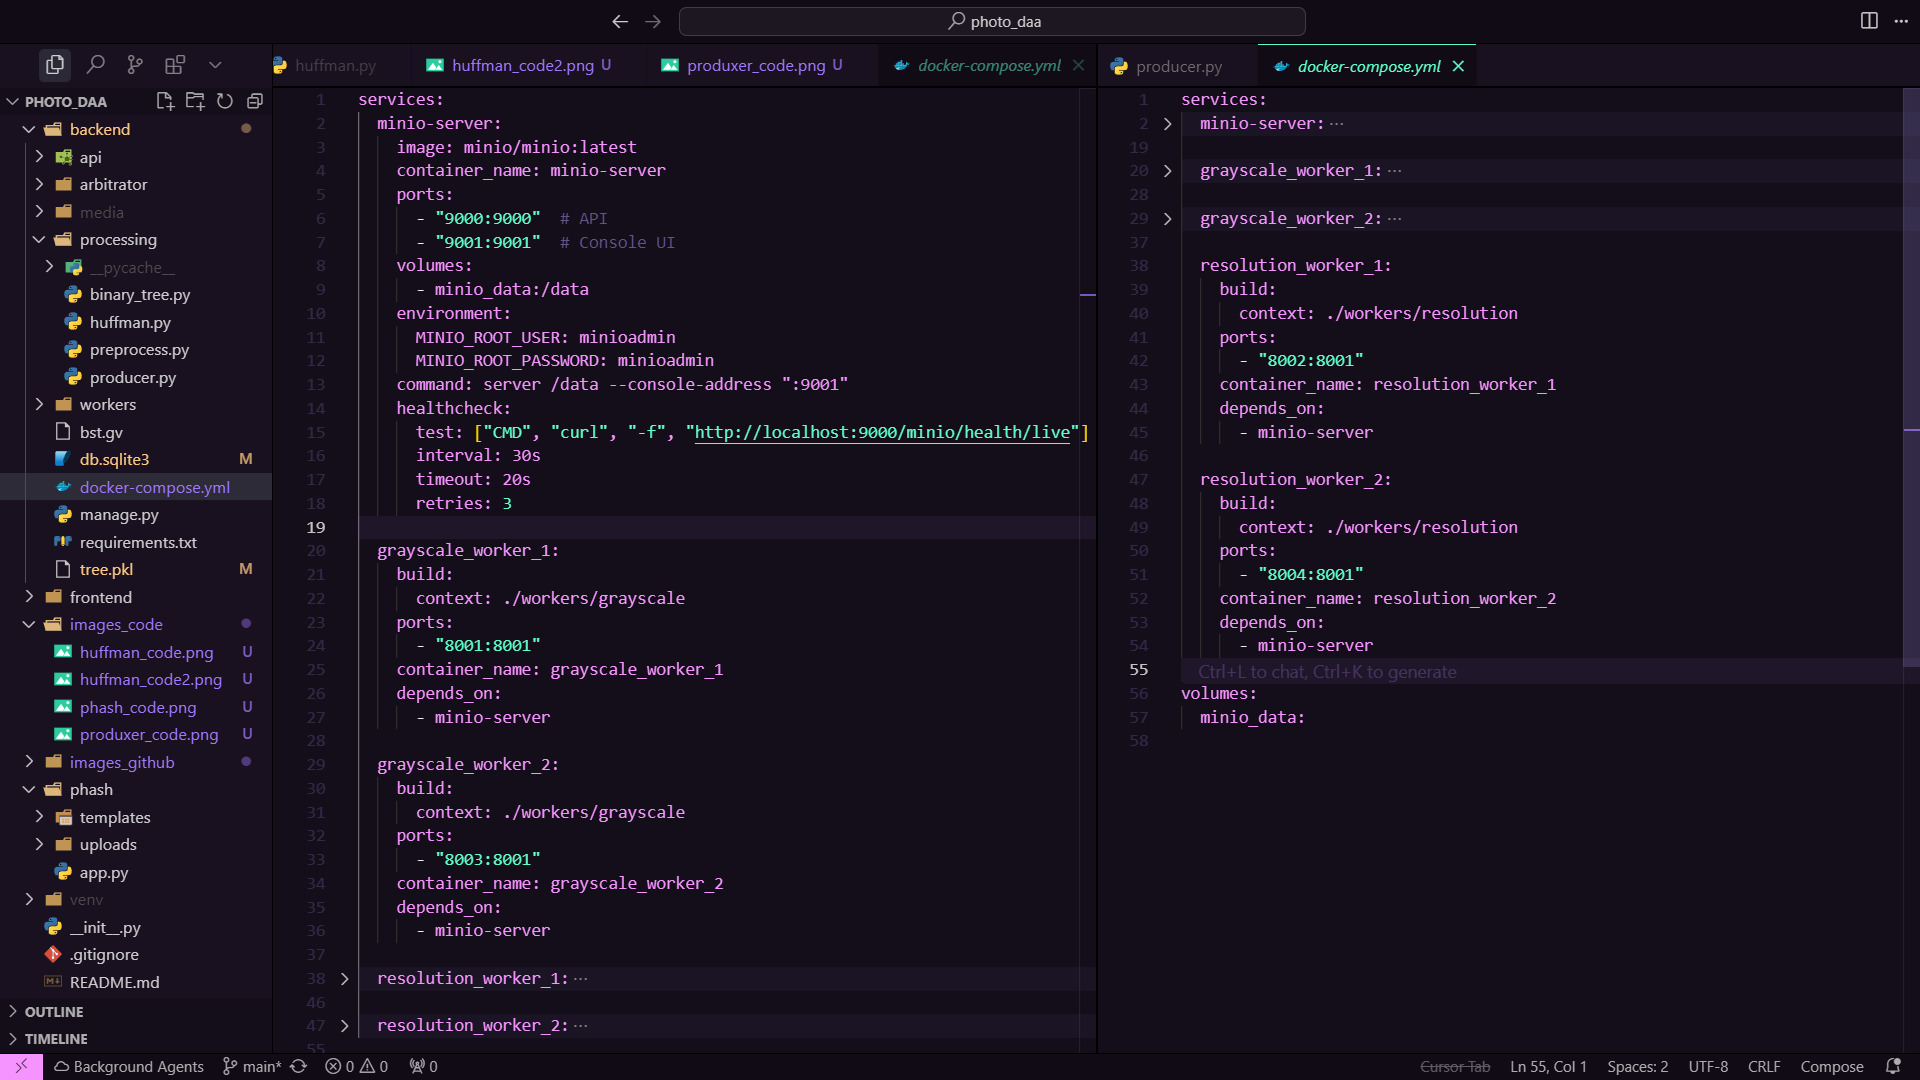 photo_daa
huffman.py
huffman_code2.png U
produxer_code.png U
docker-compose.yml
producer.py
docker-compose.yml
PHOTO_DAA
backend
api
arbitrator
media
processing
__pycache__
binary_tree.py
huffman.py
preprocess.py
producer.py
workers
bst.gv
db.sqlite3 M
docker-compose.yml
manage.py
requirements.txt
tree.pkl M
frontend
images_code
huffman_code.png U
huffman_code2.png U
phash_code.png U
produxer_code.png U
images_github
phash
templates
uploads
app.py
venv
__init__.py
.gitignore
README.md
OUTLINE
TIMELINE
1 services:
2 minio-server:
3 image: minio/minio:latest
4 container_name: minio-server
5 ports:
6 - "9000:9000"  # API
7 - "9001:9001"  # Console UI
8 volumes:
9 - minio_data:/data
10 environment:
11 MINIO_ROOT_USER: minioadmin
12 MINIO_ROOT_PASSWORD: minioadmin
13 command: server /data --console-address ":9001"
14 healthcheck:
15 test: ["CMD", "curl", "-f", "http://localhost:9000/minio/health/live"]
16 interval: 30s
17 timeout: 20s
18 retries: 3
19
20 grayscale_worker_1:
21 build:
22 context: ./workers/grayscale
23 ports:
24 - "8001:8001"
25 container_name: grayscale_worker_1
26 depends_on:
27 - minio-server
28
29 grayscale_worker_2:
30 build:
31 context: ./workers/grayscale
32 ports:
33 - "8003:8001"
34 container_name: grayscale_worker_2
35 depends_on:
36 - minio-server
37
38 resolution_worker_1: ···
46
47 resolution_worker_2: ···
55
1 services:
2 minio-server: ···
19
20 grayscale_worker_1: ···
28
29 grayscale_worker_2: ···
37
38 resolution_worker_1:
39 build:
40 context: ./workers/resolution
41 ports:
42 - "8002:8001"
43 container_name: resolution_worker_1
44 depends_on:
45 - minio-server
46
47 resolution_worker_2:
48 build:
49 context: ./workers/resolution
50 ports:
51 - "8004:8001"
52 container_name: resolution_worker_2
53 depends_on:
54 - minio-server
55 Ctrl+L to chat, Ctrl+K to generate
56 volumes:
57 minio_data:
58
Background Agents main* 0 0 0 Cursor Tab Ln 55, Col 1 Spaces: 2 UTF-8 CRLF Compose